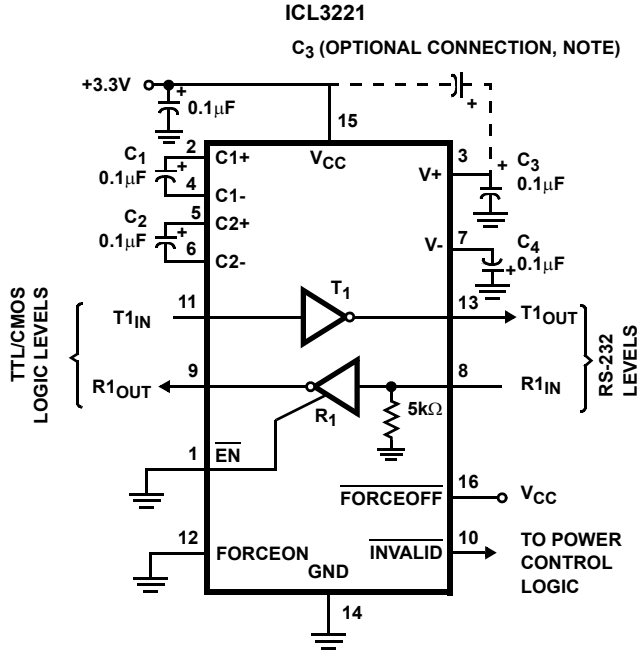 ICL3221
C3 (OPTIONAL CONNECTION, NOTE)
+3.3V
+
0.1μF
+
15
2
C1+
VCC
3
+
C3
0.1μF
C1
0.1μF
+
V+
4
C1-
5
C2+
C2
0.1μF
+
V-
7
C4
0.1μF
+
6
C2-
T1
11
13
T1IN
T1OUT
TTL/CMOS
LOGIC LEVELS
RS-232
LEVELS
9
8
R1OUT
R1IN
R1
5kΩ
1
EN
16
FORCEOFF
VCC
12
FORCEON
10
INVALID
TO POWER
CONTROL
LOGIC
GND
14